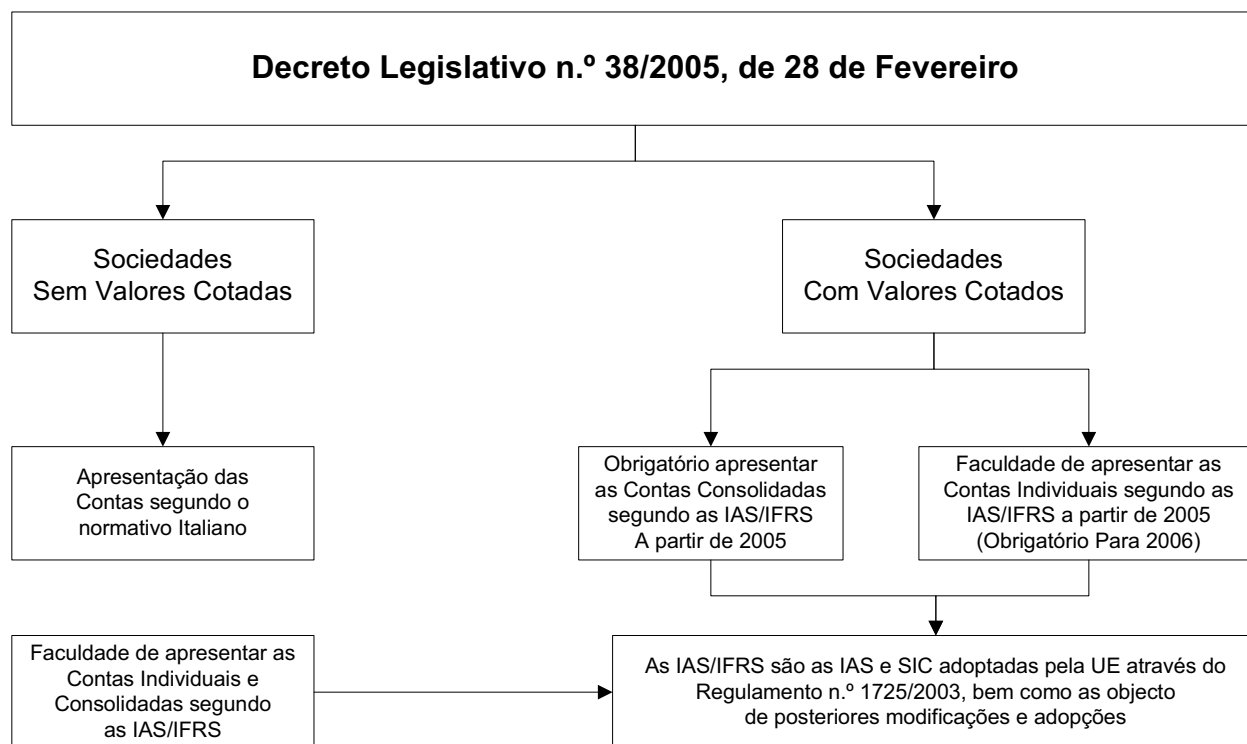 Decreto Legislativo n.º 38/2005, de 28 de Fevereiro
Sociedades
Sem Valores Cotadas
Sociedades
Com Valores Cotados
Apresentação das
Contas segundo o
normativo Italiano
Obrigatório apresentar
as Contas Consolidadas
segundo as IAS/IFRS
A partir de 2005
Faculdade de apresentar as
Contas Individuais segundo as
IAS/IFRS a partir de 2005
(Obrigatório Para 2006)
Faculdade de apresentar as
Contas Individuais e
Consolidadas segundo
as IAS/IFRS
As IAS/IFRS são as IAS e SIC adoptadas pela UE através do
Regulamento n.º 1725/2003, bem como as objecto
de posteriores modificações e adopções